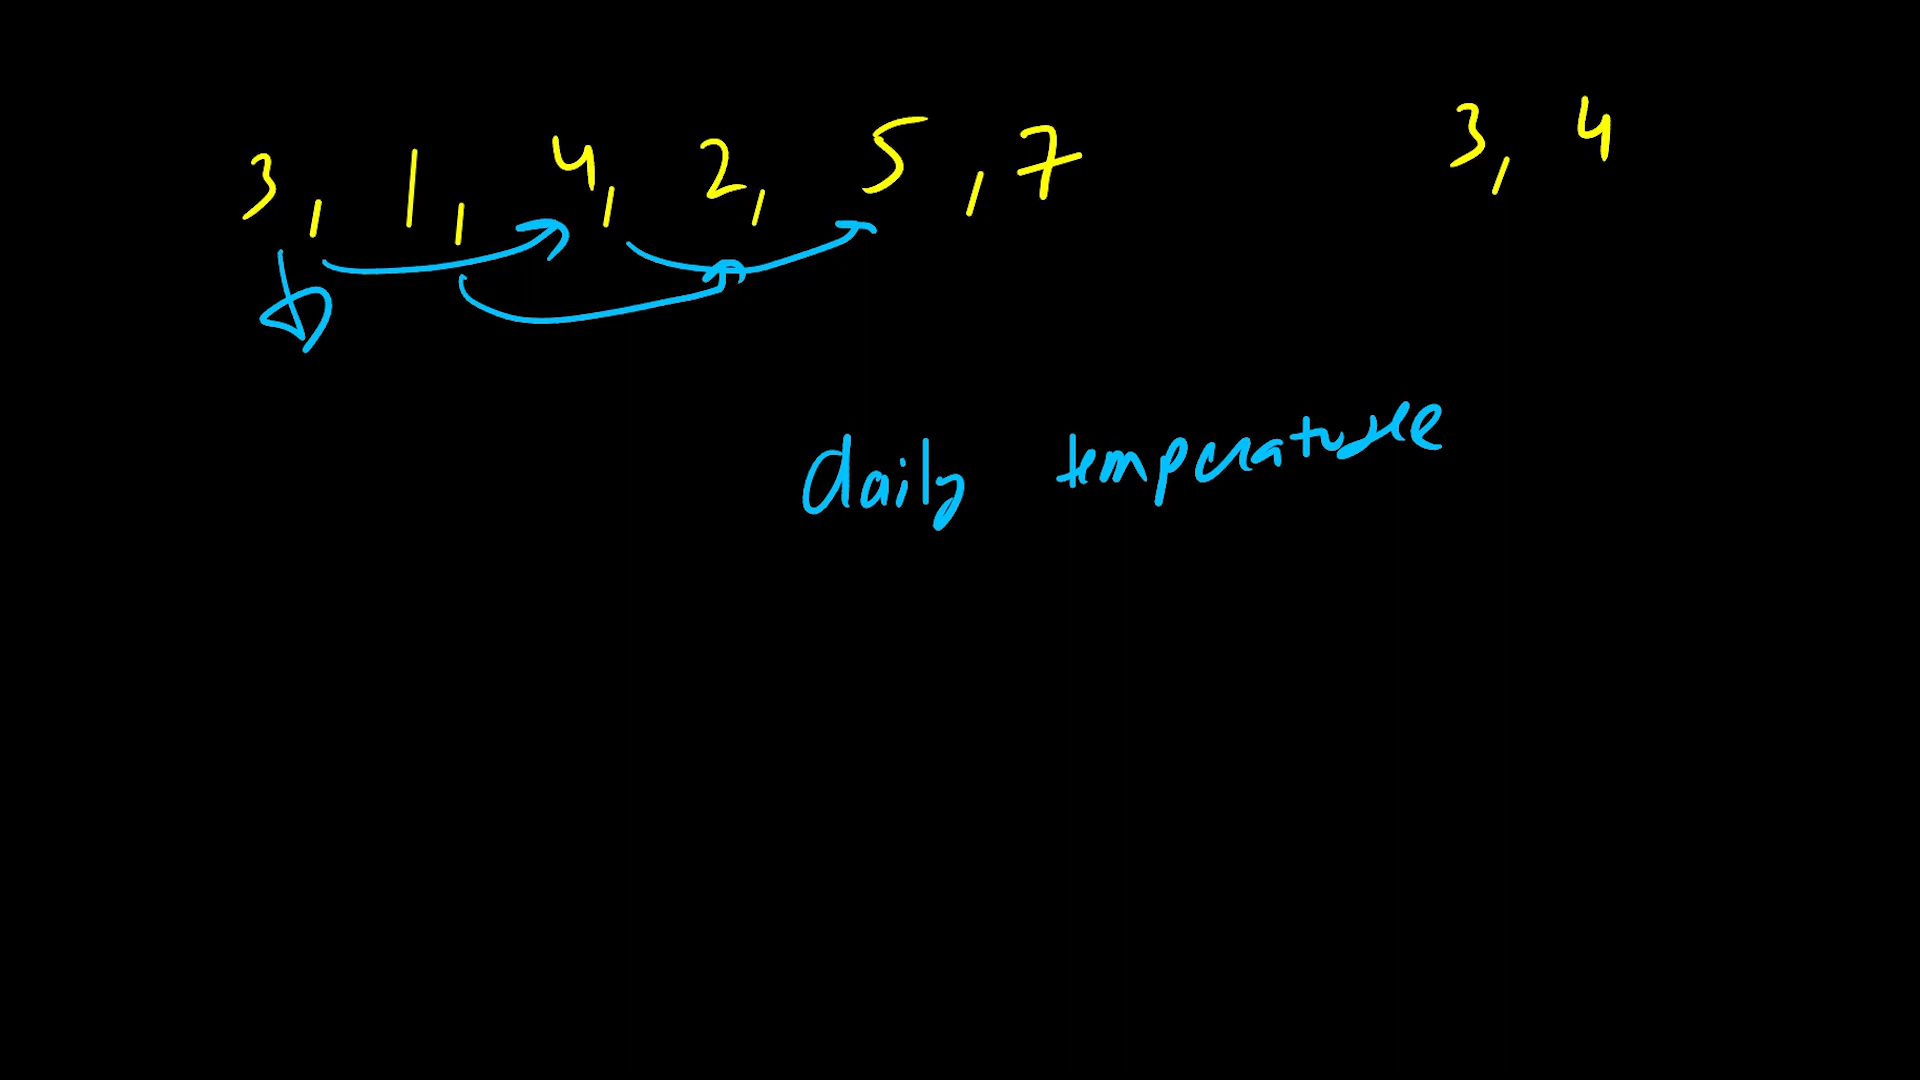 3, 1, 4, 2, 5, 7
3, 4
daily temperature